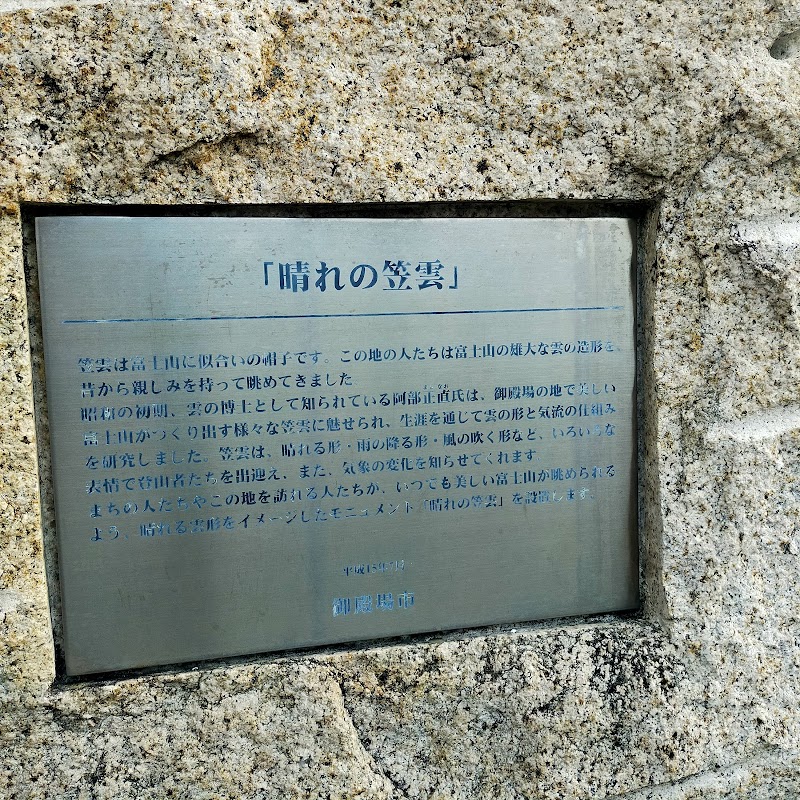 「晴れの笠雲」
笠雲は富士山に似合いの帽子です。この地の人たちは富士山の雄大な雲の造形を、
昔から親しみを持って眺めてきました
昭和の初期、雲の博士として知られている阿部正直氏は、御殿場の地で美しい
富士山がつくり出す様々な笠雲に魅せられ、生涯を通じて雲の形と気流の仕組み
を研究しました。笠雲は、晴れる形・雨の降る形・風の吹く形など、いろいろな
表情で登山者たちを出迎え、また、気象の変化を知らせてくれます
まちの人たちやこの地を訪れる人たちが、いつでも美しい富士山が眺められる
よう、晴れる雲形をイメージしたモニュメント「晴れの笠雲」を設置します。
御殿場市